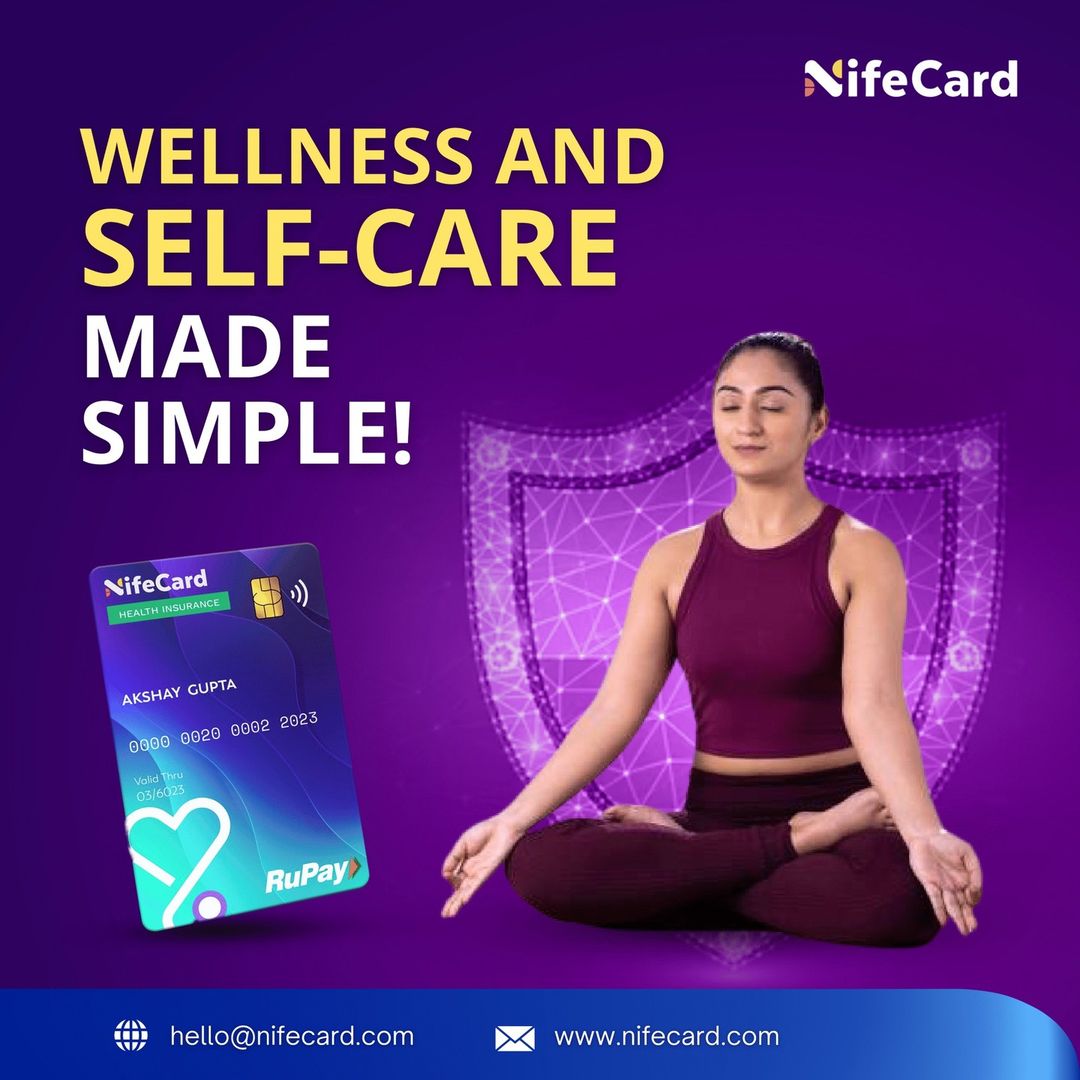 NifeCard
WELLNESS AND
SELF-CARE
MADE
SIMPLE!
NifeCard
HEALTH INSURANCE
AKSHAY GUPTA
0000 0020 0002 2023
Valid Thru
03/6023
RuPay
hello@nifecard.com
www.nifecard.com